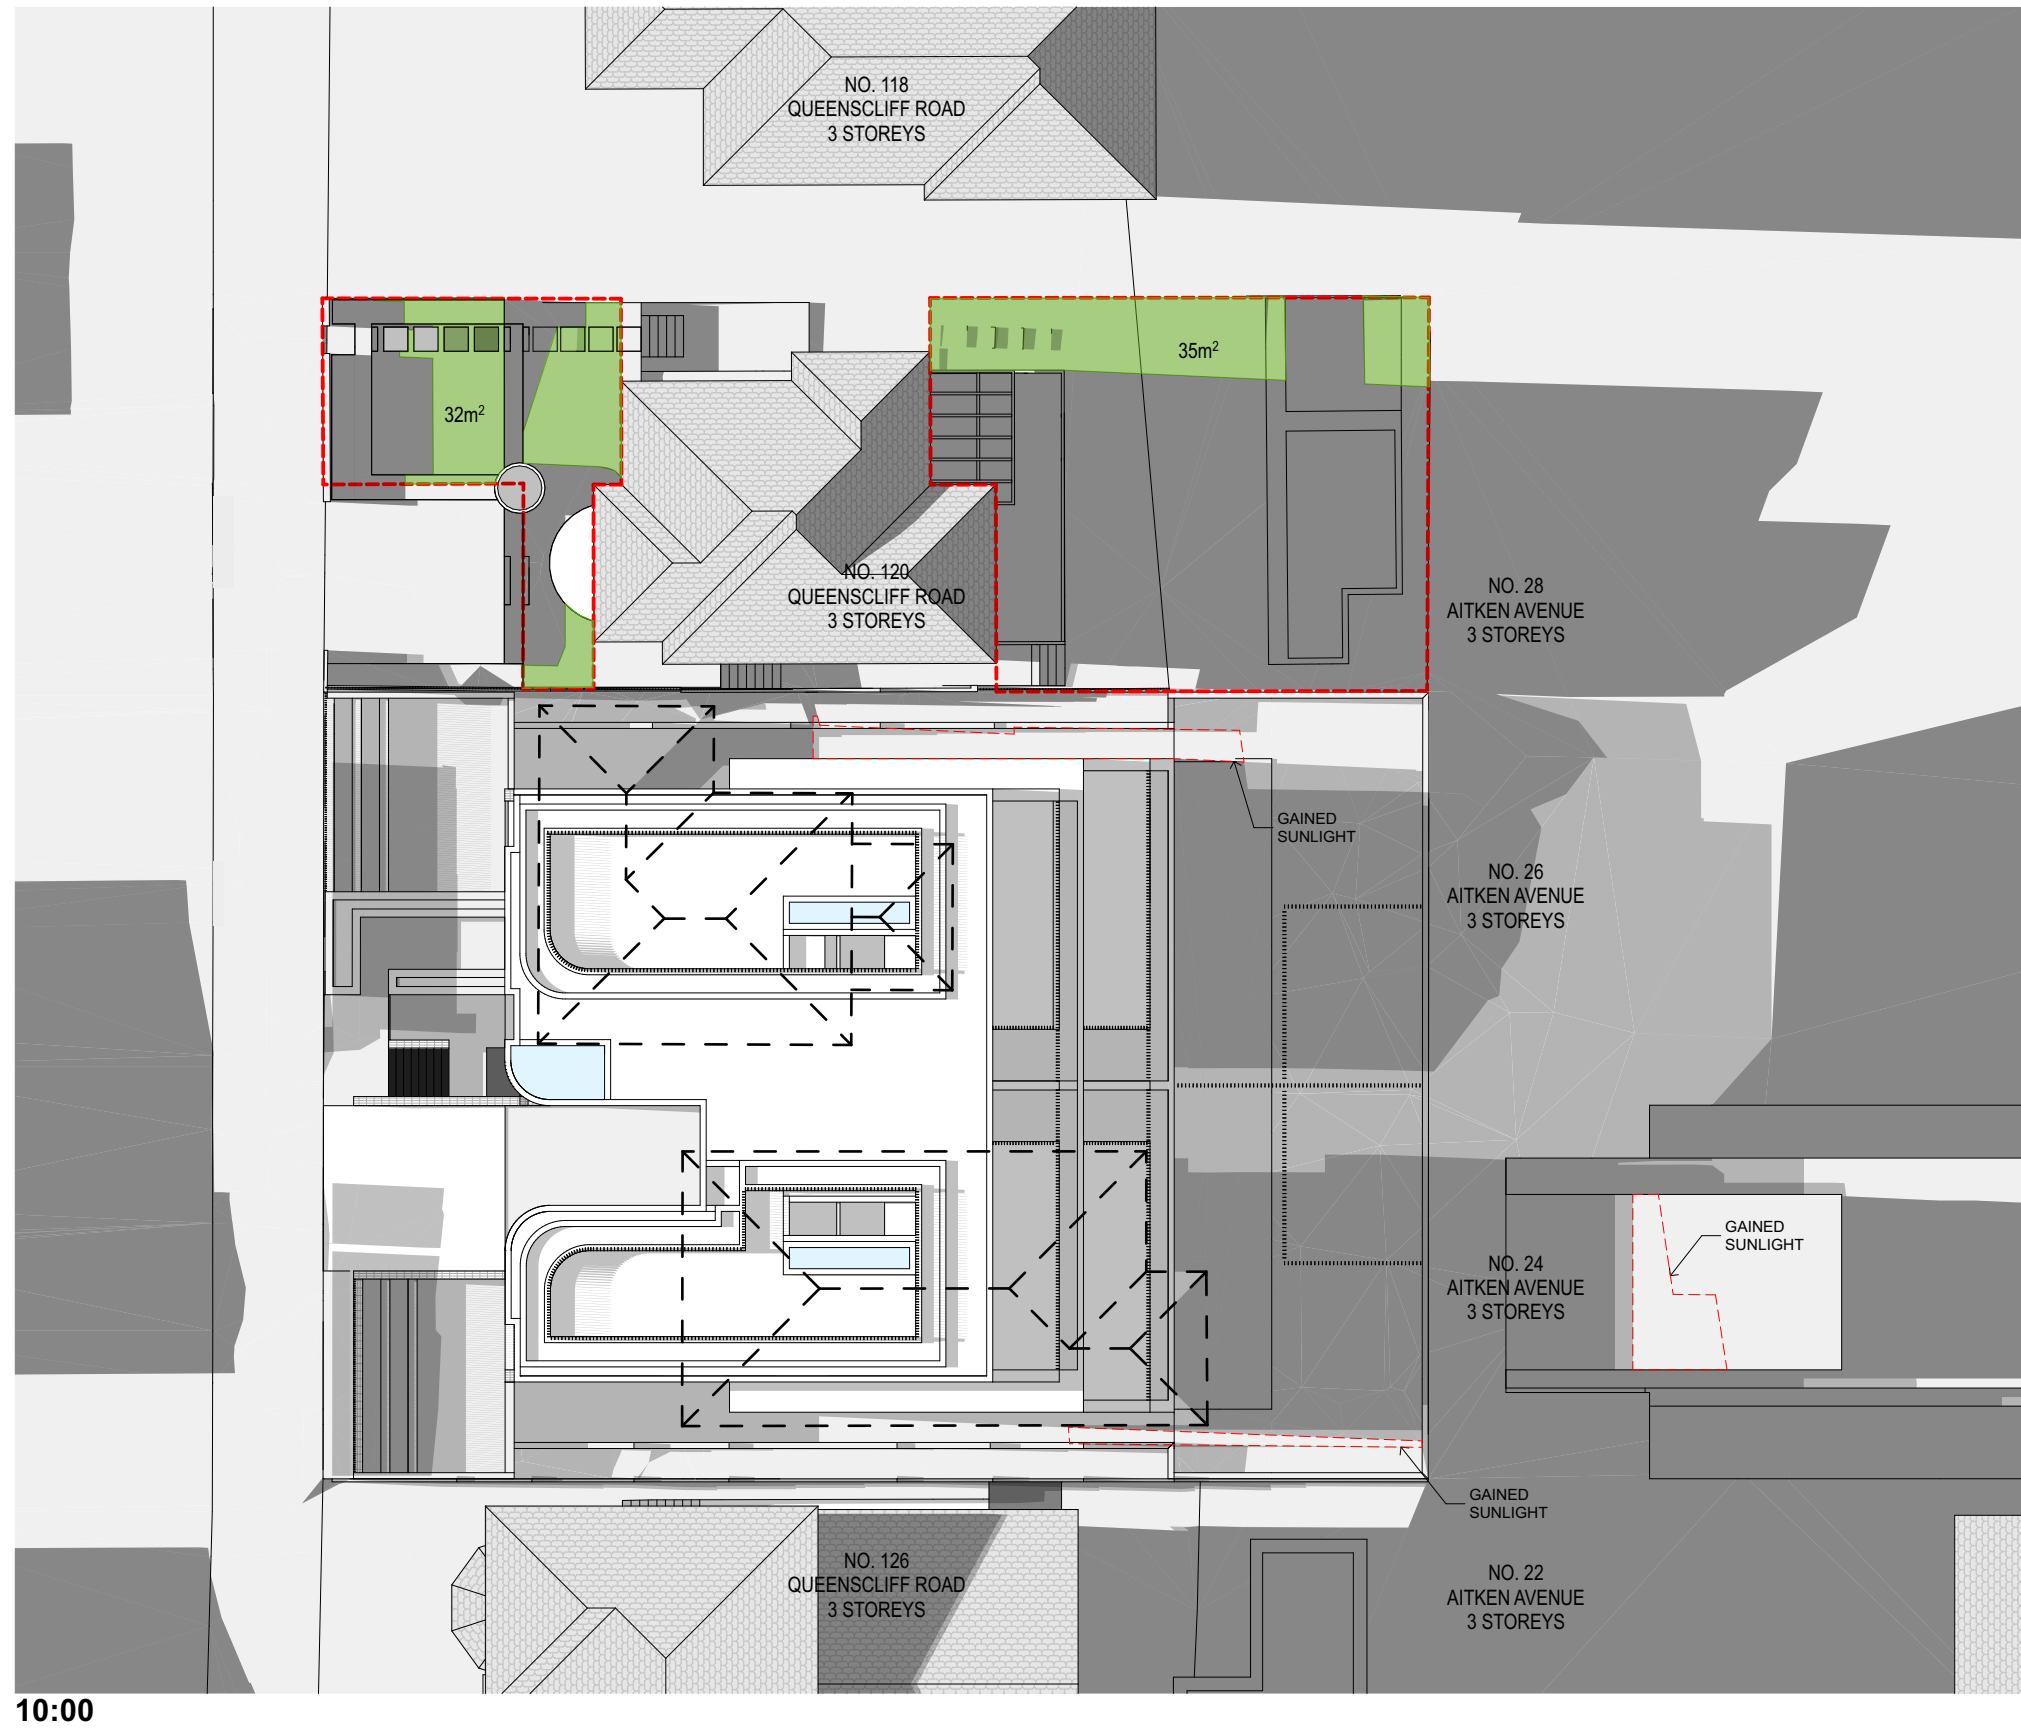 NO. 118
QUEENSCLIFF ROAD
3 STOREYS
35m²
32m²
NO. 120
QUEENSCLIFF ROAD
3 STOREYS
NO. 28
AITKEN AVENUE
3 STOREYS
GAINED
SUNLIGHT
NO. 26
AITKEN AVENUE
3 STOREYS
GAINED
SUNLIGHT
NO. 24
AITKEN AVENUE
3 STOREYS
GAINED
SUNLIGHT
NO. 126
QUEENSCLIFF ROAD
3 STOREYS
NO. 22
AITKEN AVENUE
3 STOREYS
10:00